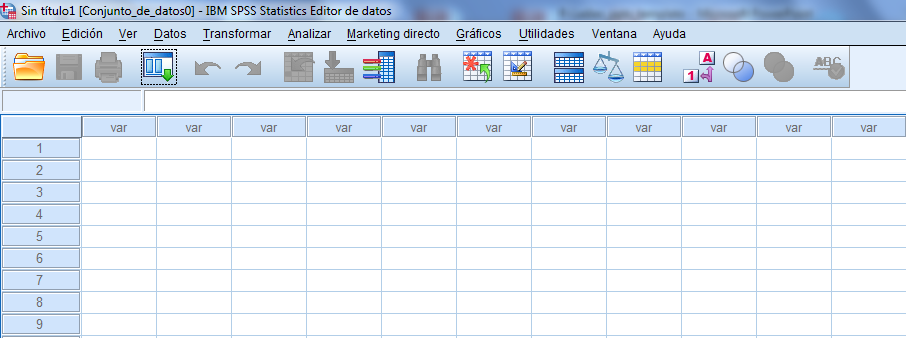 Sin título1 [Conjunto_de_datos0] - IBM SPSS Statistics Editor de datos
Archivo Edición Ver Datos Transformar Analizar Marketing directo Gráficos Utilidades Ventana Ayuda
A
1 ABC
var var var var var var var var var var var
1
2
3
4
5
6
7
8
9